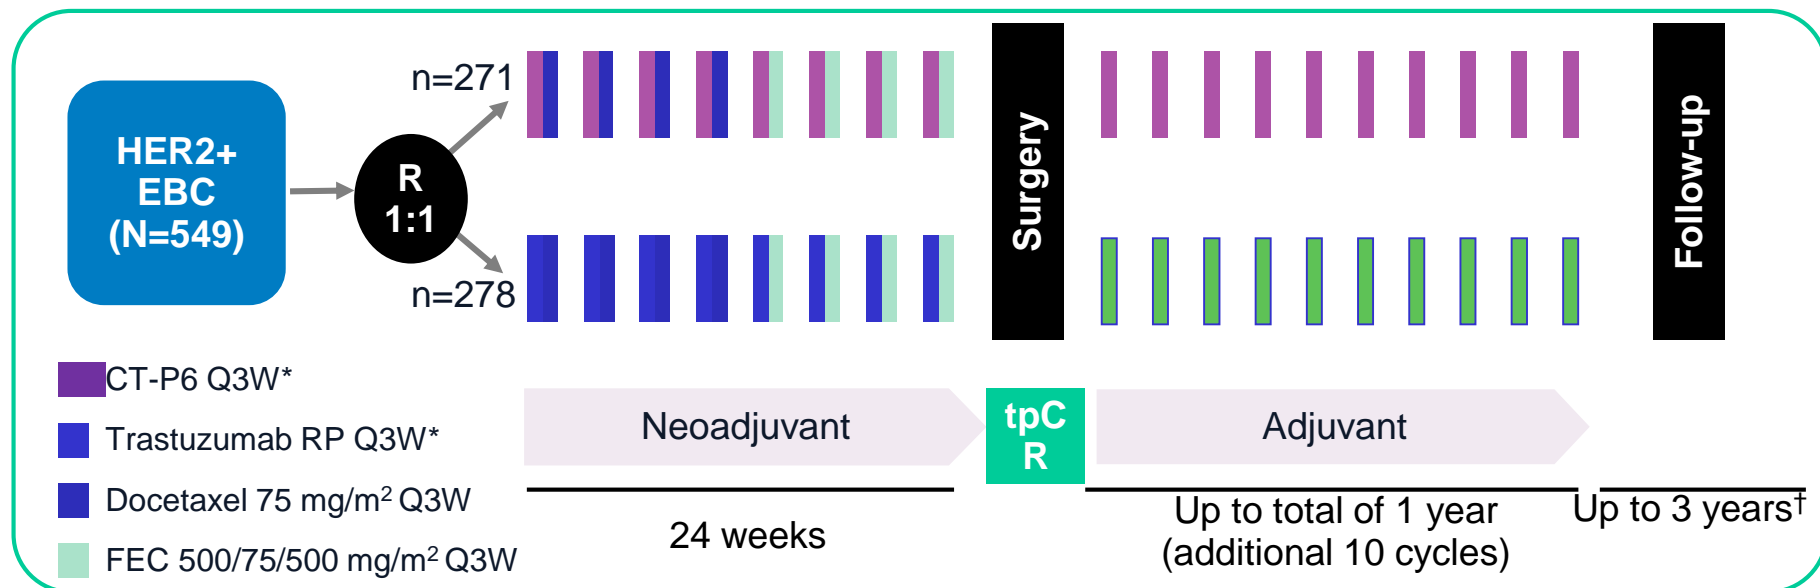 HER2+
EBC
(N=549)
R
1:1
n=271
n=278
Surgery
Follow-up
CT-P6 Q3W*
Trastuzumab RP Q3W*
Docetaxel 75 mg/m² Q3W
FEC 500/75/500 mg/m² Q3W
Neoadjuvant
tpC
R
Adjuvant
24 weeks
Up to total of 1 year
(additional 10 cycles)
Up to 3 years†